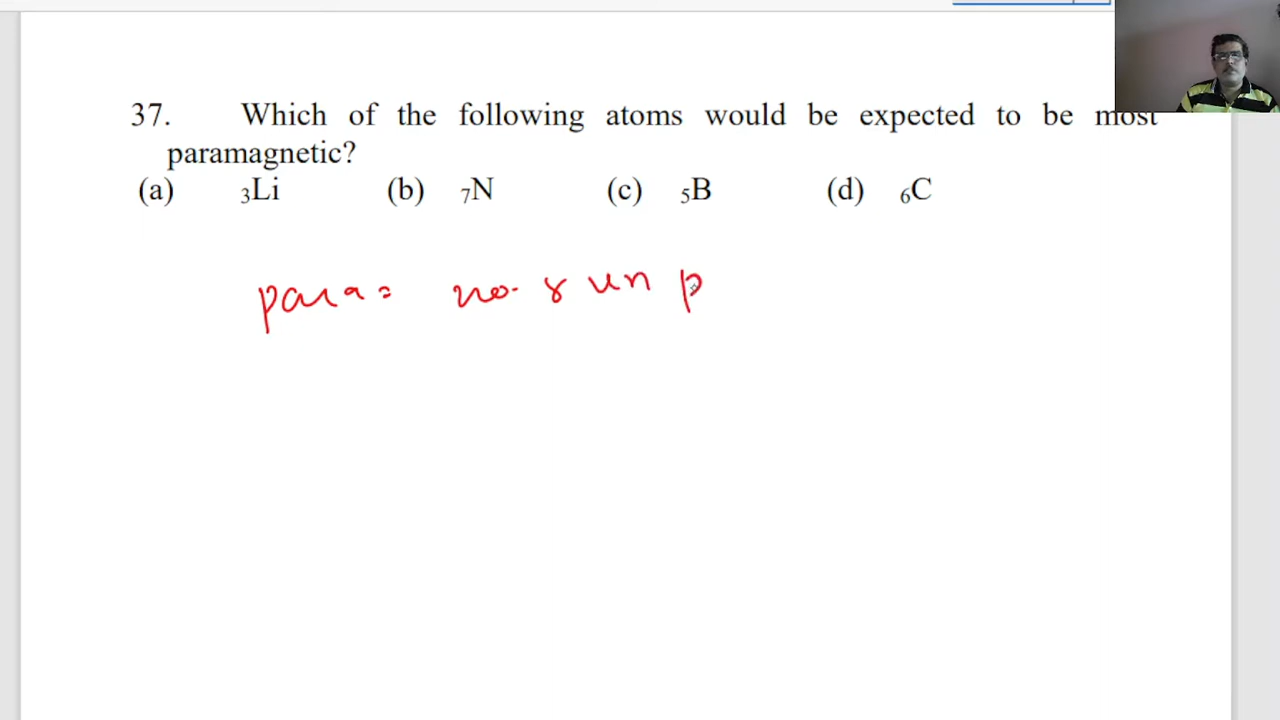 37. Which of the following atoms would be expected to be most
paramagnetic?
(a) ₃Li (b) ₇N (c) ₅B (d) ₆C
para = no. 8 un p